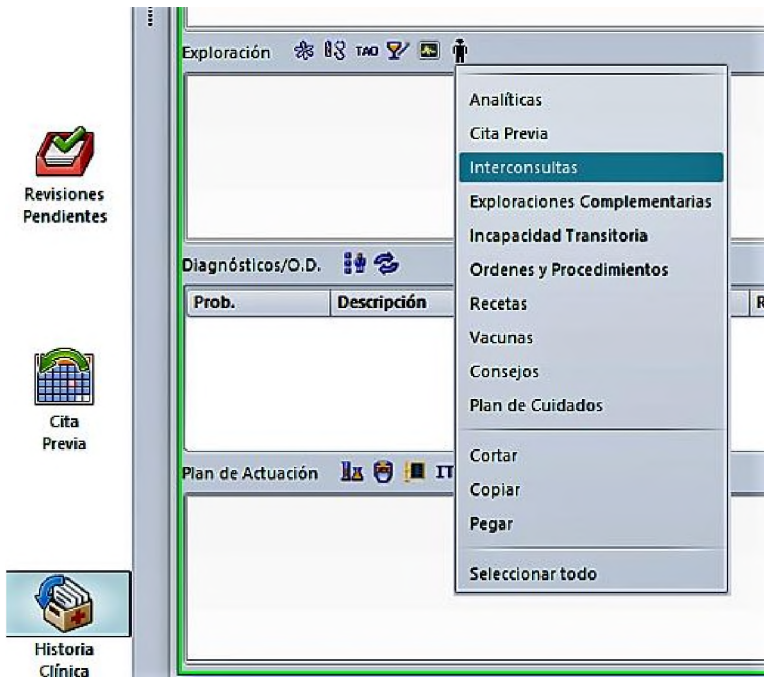 Exploración TAO
Analíticas
Cita Previa
Interconsultas
Exploraciones Complementarias
Incapacidad Transitoria
Ordenes y Procedimientos
Recetas
Vacunas
Consejos
Plan de Cuidados
Cortar
Copiar
Pegar
Seleccionar todo
Revisiones
Pendientes
Diagnósticos/O.D.
Prob. Descripción R
Cita
Previa
Plan de Actuación IT
Historia
Clínica